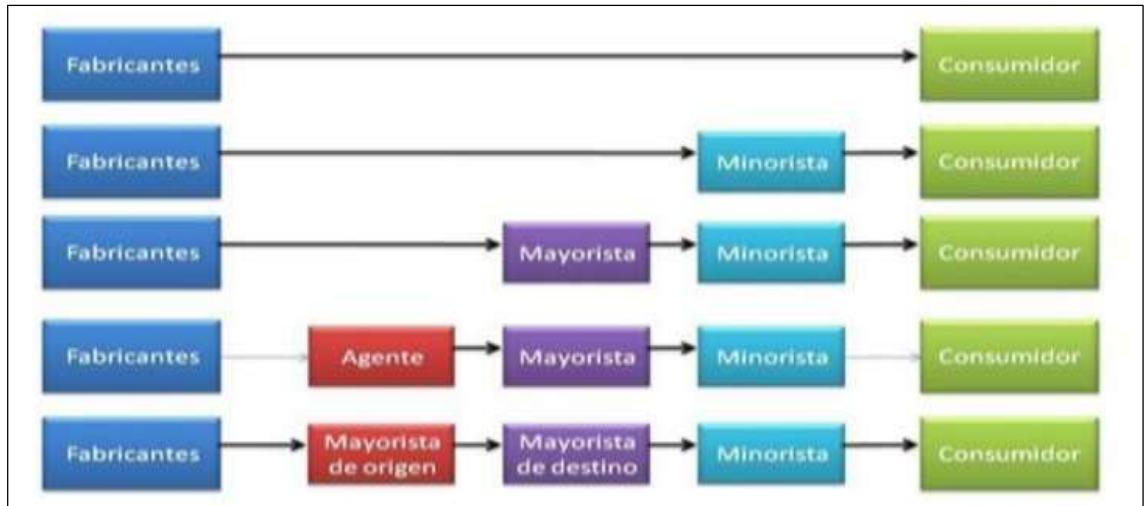 Fabricantes Consumidor
Fabricantes Minorista Consumidor
Fabricantes Mayorista Minorista Consumidor
Fabricantes Agente Mayorista Minorista Consumidor
Fabricantes Mayorista de origen Mayorista de destino Minorista Consumidor